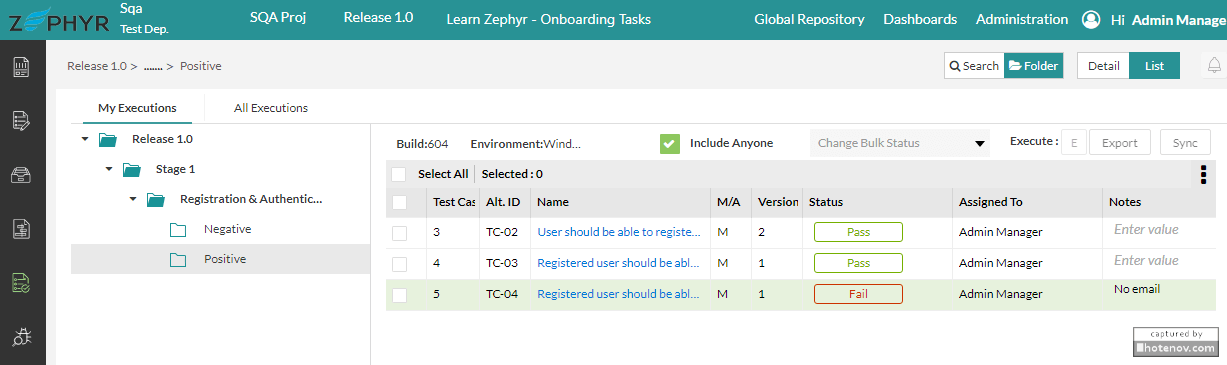 ZEPHYR
Sqa
Test Dep.
SQA Proj
Release 1.0
Learn Zephyr - Onboarding Tasks
Global Repository
Dashboards
Administration
Hi Admin Manage
Release 1.0 > ....... > Positive
Search
Folder
Detail
List
My Executions
All Executions
Release 1.0
Stage 1
Registration & Authentic...
Negative
Positive
Build:604
Environment:Wind...
Include Anyone
Change Bulk Status
Execute :
E
Export
Sync
Select All
Selected : 0
Test Cas Alt. ID Name M/A Version Status Assigned To Notes
3 TC-02 User should be able to registe... M 2 Pass Admin Manager Enter value
4 TC-03 Registered user should be abl... M 1 Pass Admin Manager Enter value
5 TC-04 Registered user should be abl... M 1 Fail Admin Manager No email
captured by
hotenov.com